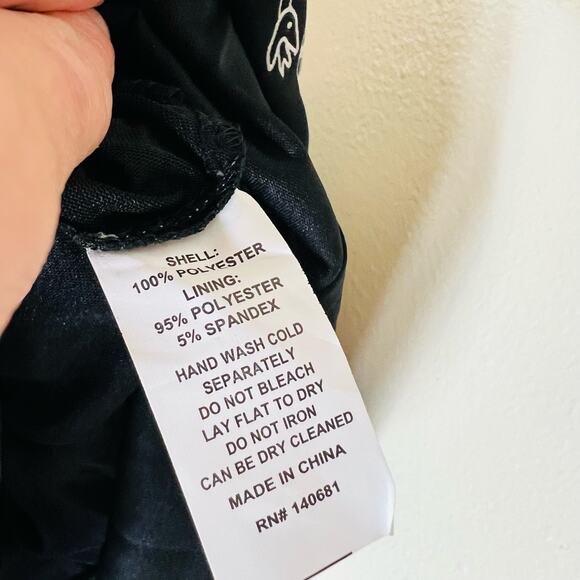 SHELL:
100% POLYESTER
LINING:
95% POLYESTER
5% SPANDEX
HAND WASH COLD
SEPARATELY
DO NOT BLEACH
LAY FLAT TO DRY
DO NOT IRON
CAN BE DRY CLEANED
MADE IN CHINA
RN# 140681